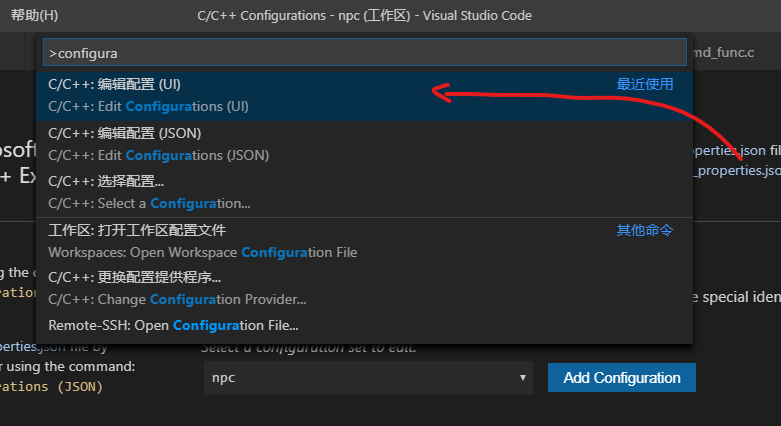 帮助(H)
C/C++ Configurations - npc (工作区) - Visual Studio Code
>configura
md_func.c
C/C++: 编辑配置 (UI)
最近使用
C/C++: Edit Configurations (UI)
C/C++: 编辑配置 (JSON)
C/C++: Edit Configurations (JSON)
C/C++: 选择配置...
C/C++: Select a Configuration...
工作区: 打开工作区配置文件
其他命令
Workspaces: Open Workspace Configuration File
C/C++: 更换配置提供程序...
C/C++: Change Configuration Provider...
Remote-SSH: Open Configuration File...
osoft
+ Ex
operties.json fil
_properties.jso
ng the c
rations
e special iden
perties.json file by
r using the command:
rations (JSON)
Select a configuration set to edit.
npc
Add Configuration